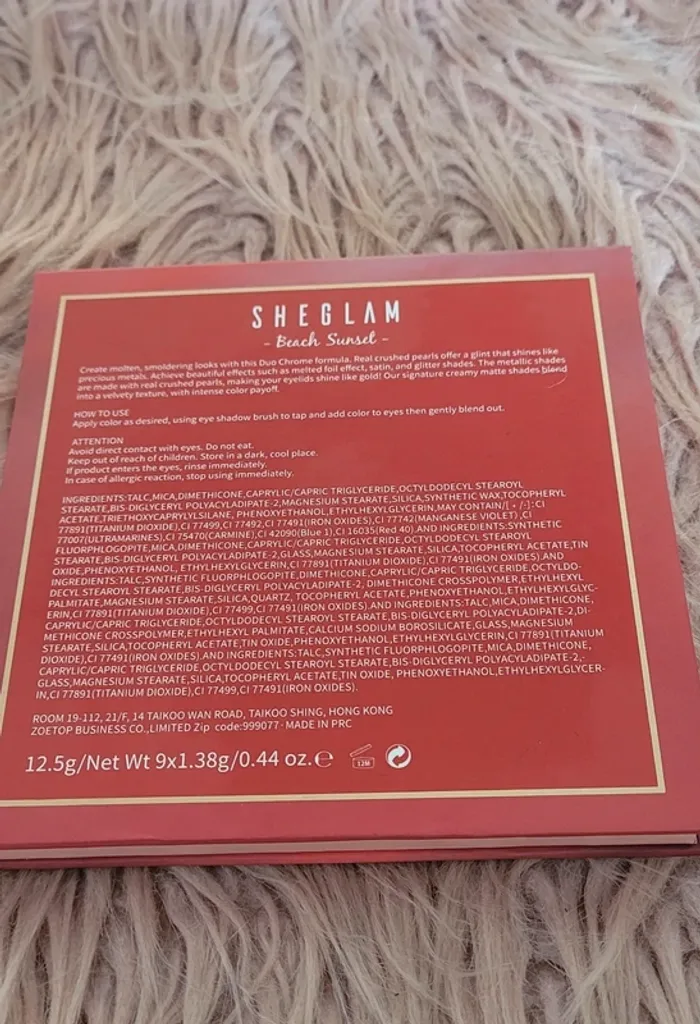 SHEGLAM
- Beach Sunset -
Create molten, smoldering looks with this Duo Chrome formula. Real crushed pearls offer a glint that shines like
precious metals. Achieve beautiful effects such as melted foil effect, satin, and glitter shades. The metallic shades
are made with real crushed pearls, making your eyelids shine like gold! Our signature creamy matte shades blend
into a velvety texture, with intense color payoff.
HOW TO USE
Apply color as desired, using eye shadow brush to tap and add color to eyes then gently blend out.
ATTENTION
Avoid direct contact with eyes. Do not eat.
Keep out of reach of children. Store in a dark, cool place.
If product enters the eyes, rinse immediately.
In case of allergic reaction, stop using immediately.
INGREDIENTS:TALC,MICA,DIMETHICONE,CAPRYLIC/CAPRIC TRIGLYCERIDE,OCTYLDODECYL STEAROYL
STEARATE,BIS-DIGLYCERYL POLYACYLADIPATE-2,MAGNESIUM STEARATE,SILICA,SYNTHETIC WAX,TOCOPHERYL
ACETATE,TRIETHOXYCAPRYLYLSILANE, PHENOXYETHANOL,ETHYLHEXYLGLYCERIN,MAY CONTAIN/[ + /-]:CI
77891(TITANIUM DIOXIDE),CI 77499,CI 77492,CI 77491(IRON OXIDES),CI 77742(MANGANESE VIOLET),CI
77007(ULTRAMARINES),CI 75470(CARMINE),CI 42090(Blue 1),CI 16035(Red 40).AND INGREDIENTS:SYNTHETIC
FLUORPHLOGOPITE,MICA,DIMETHICONE,CAPRYLIC/CAPRIC TRIGLYCERIDE,OCTYLDODECYL STEAROYL
STEARATE,BIS-DIGLYCERYL POLYACYLADIPATE-2,GLASS,MAGNESIUM STEARATE,SILICA,TOCOPHERYL ACETATE,TIN
OXIDE,PHENOXYETHANOL, ETHYLHEXYLGLYCERIN,CI 77891(TITANIUM DIOXIDE),CI 77491(IRON OXIDES).AND
INGREDIENTS:TALC,SYNTHETIC FLUORPHLOGOPITE,DIMETHICONE,CAPRYLIC/CAPRIC TRIGLYCERIDE,OCTYLDO-
DECYL STEAROYL STEARATE,BIS-DIGLYCERYL POLYACYLADIPATE-2, DIMETHICONE CROSSPOLYMER,ETHYLHEXYL
PALMITATE,MAGNESIUM STEARATE,SILICA,QUARTZ, TOCOPHERYL ACETATE,PHENOXYETHANOL,ETHYLHEXYLGLYC-
ERIN,CI 77891(TITANIUM DIOXIDE),CI 77499,CI 77491(IRON OXIDES).AND INGREDIENTS:TALC,MICA,DIMETHICONE,
CAPRYLIC/CAPRIC TRIGLYCERIDE,OCTYLDODECYL STEAROYL STEARATE,BIS-DIGLYCERYL POLYACYLADIPATE-2,DI-
METHICONE CROSSPOLYMER,ETHYLHEXYL PALMITATE,CALCIUM SODIUM BOROSILICATE,GLASS,MAGNESIUM
STEARATE,SILICA,TOCOPHERYL ACETATE,TIN OXIDE,PHENOXYETHANOL,ETHYLHEXYLGLYCERIN,CI 77891(TITANIUM
DIOXIDE),CI 77491(IRON OXIDES).AND INGREDIENTS:TALC,SYNTHETIC FLUORPHLOGOPITE,MICA,DIMETHICONE,
CAPRYLIC/CAPRIC TRIGLYCERIDE,OCTYLDODECYL STEAROYL STEARATE,BIS-DIGLYCERYL POLYACYLADIPATE-2,-
GLASS,MAGNESIUM STEARATE,SILICA,TOCOPHERYL ACETATE,TIN OXIDE, PHENOXYETHANOL,ETHYLHEXYLGLYCER-
IN,CI 77891(TITANIUM DIOXIDE),CI 77499,CI 77491(IRON OXIDES).
ROOM 19-112, 21/F, 14 TAIKOO WAN ROAD, TAIKOO SHING, HONG KONG
ZOETOP BUSINESS CO.,LIMITED Zip code:999077 · MADE IN PRC
12.5g/Net Wt 9x1.38g/0.44 oz.℮ 12M